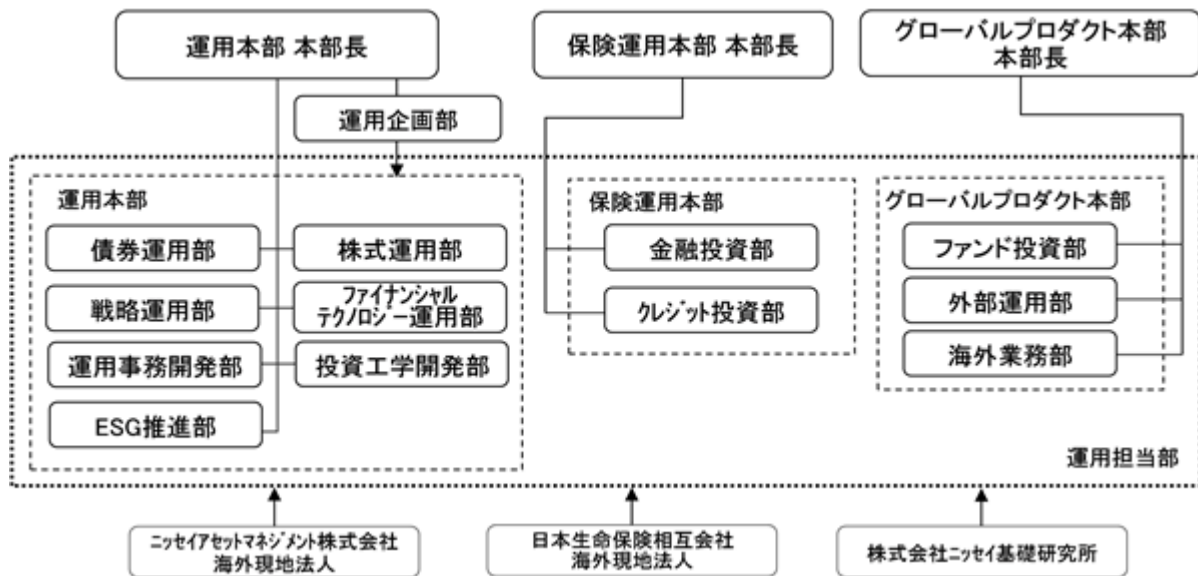 運用本部 本部長
保険運用本部 本部長
グローバルプロダクト本部
本部長
運用企画部
運用本部
債券運用部
株式運用部
戦略運用部
ファイナンシャル
テクノロジー運用部
運用事務開発部
投資工学開発部
ESG推進部
保険運用本部
金融投資部
クレジット投資部
グローバルプロダクト本部
ファンド投資部
外部運用部
海外業務部
運用担当部
ニッセイアセットマネジメント株式会社
海外現地法人
日本生命保険相互会社
海外現地法人
株式会社ニッセイ基礎研究所